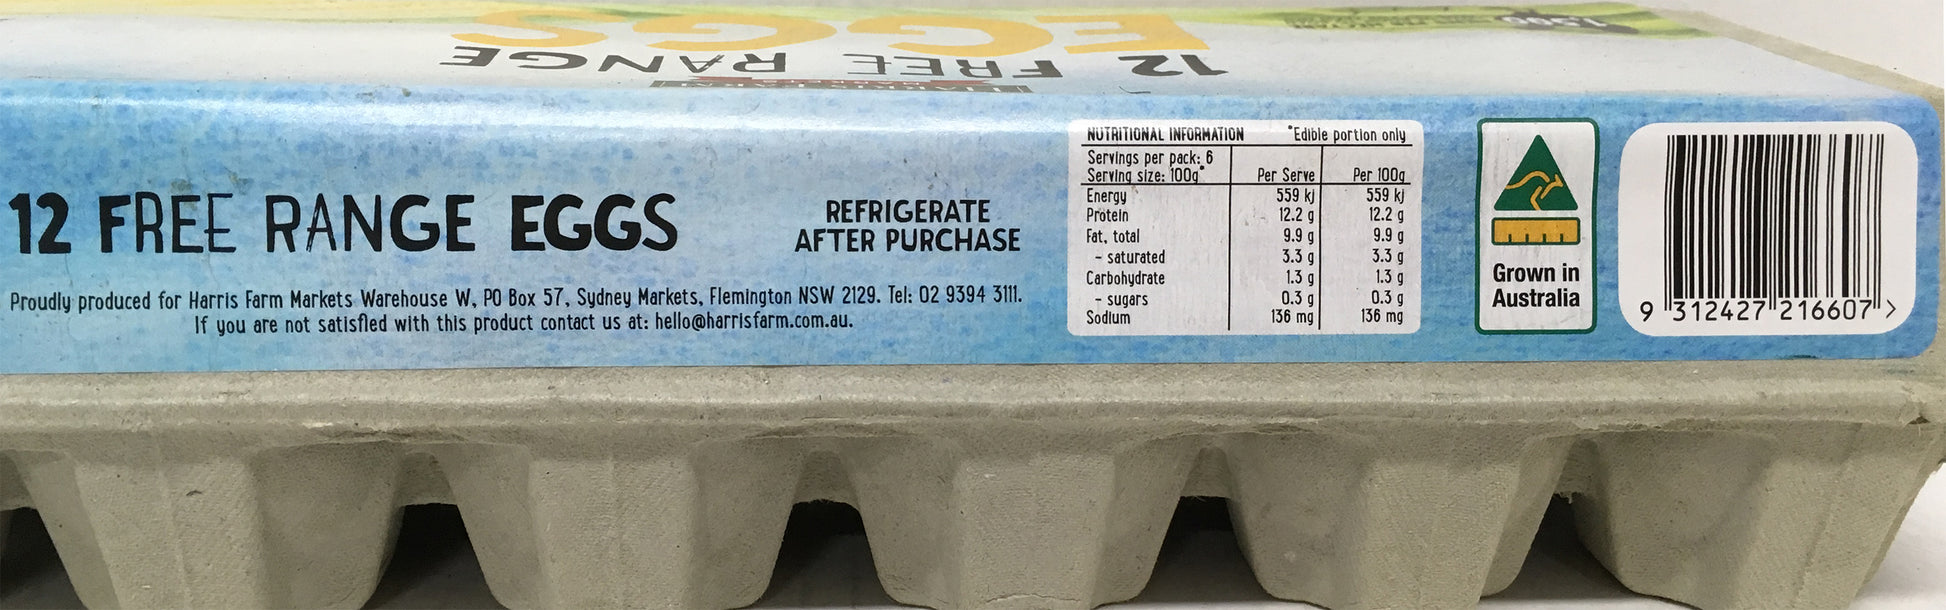 EGGS
12 FREE RANGE
12 FREE RANGE EGGS
REFRIGERATE
AFTER PURCHASE
Proudly produced for Harris Farm Markets Warehouse W, PO Box 57, Sydney Markets, Flemington NSW 2129. Tel: 02 9394 3111.
If you are not satisfied with this product contact us at: hello@harrisfarm.com.au.
NUTRITIONAL INFORMATION *Edible portion only
Servings per pack: 6
Serving size: 100g* Per Serve Per 100g
Energy 559 kj 559 kj
Protein 12.2 g 12.2 g
Fat, total 9.9 g 9.9 g
- saturated 3.3 g 3.3 g
Carbohydrate 1.3 g 1.3 g
- sugars 0.3 g 0.3 g
Sodium 136 mg 136 mg
Grown in
Australia
9 312427 216607 >